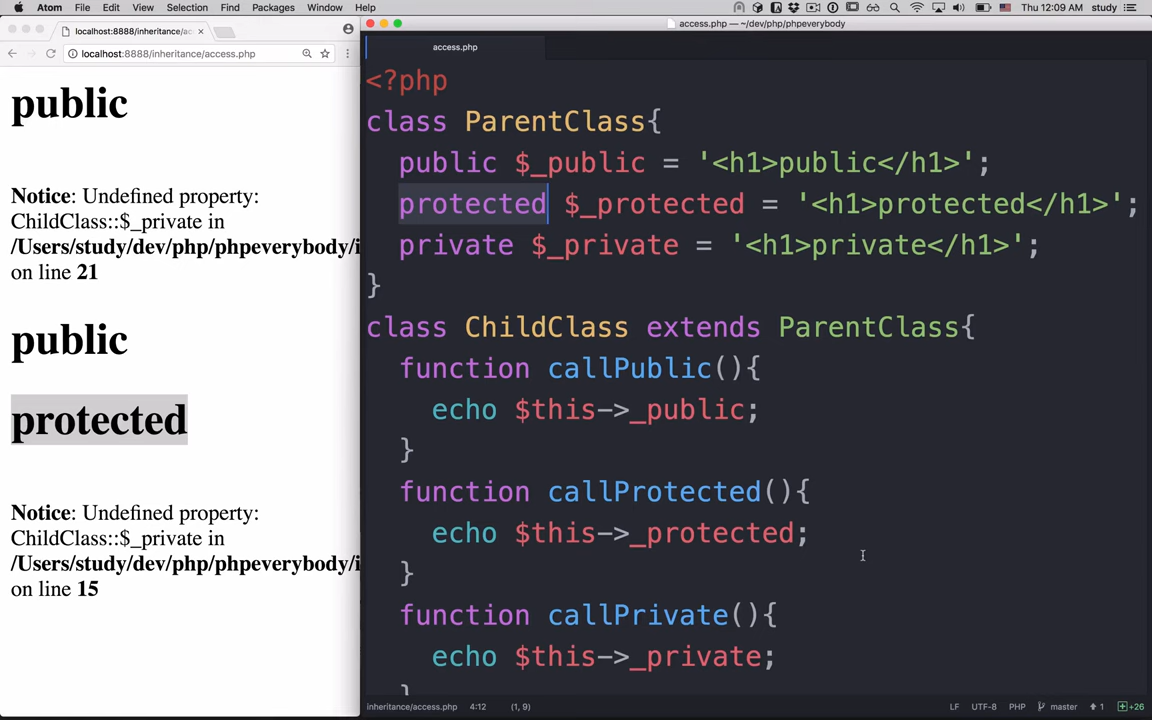 Atom File Edit View Selection Find Packages Window Help Thu 12:09 AM study
localhost:8888/inheritance/ac
localhost:8888/inheritance/access.php
public
Notice: Undefined property:
ChildClass::$_private in
/Users/study/dev/php/phpeverybody/i
on line 21
public
protected
Notice: Undefined property:
ChildClass::$_private in
/Users/study/dev/php/phpeverybody/i
on line 15
access.php — ~/dev/php/phpeverybody
access.php
<?php
class ParentClass{
public $_public = '<h1>public</h1>';
protected $_protected = '<h1>protected</h1>';
private $_private = '<h1>private</h1>';
}
class ChildClass extends ParentClass{
function callPublic(){
echo $this->_public;
}
function callProtected(){
echo $this->_protected;
}
function callPrivate(){
echo $this->_private;
}
inheritance/access.php 4:12 (1, 9) LF UTF-8 PHP master 1 +26